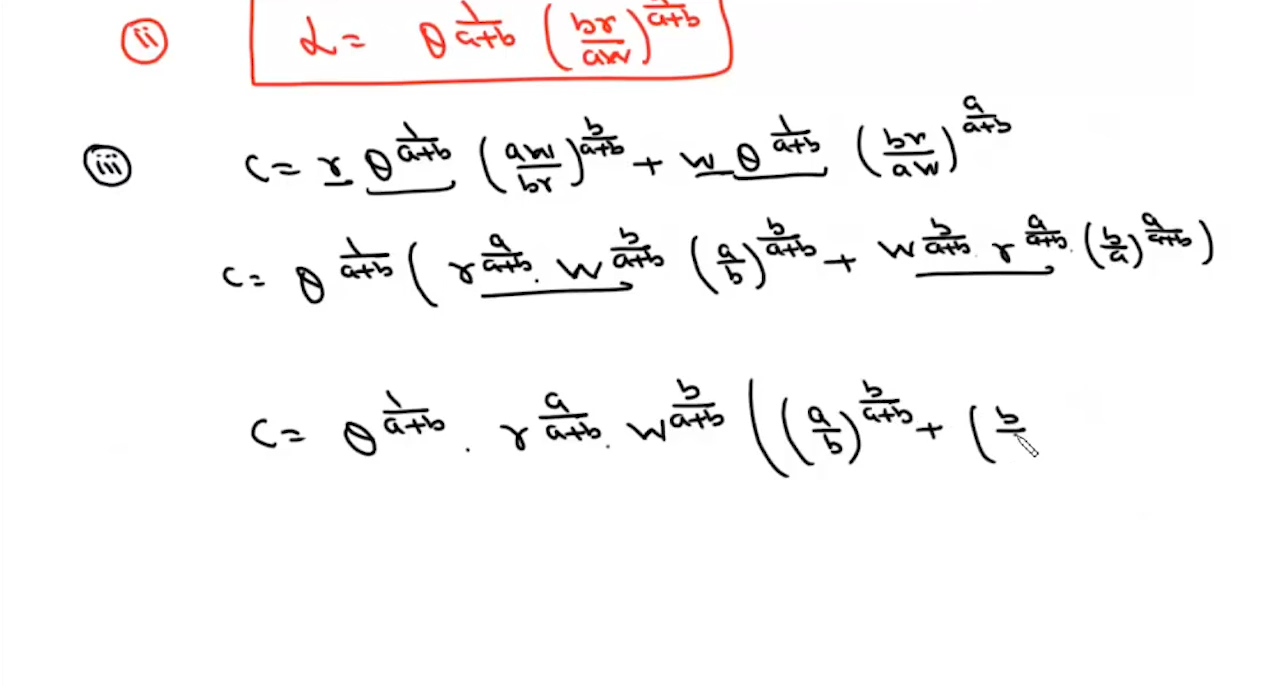 (ii) L = θ^(1/(a+b)) (br/aw)^(a/(a+b))
(iii) C = r θ^(1/(a+b)) (aw/br)^(b/(a+b)) + w θ^(1/(a+b)) (br/aw)^(a/(a+b))
C = θ^(1/(a+b)) ( r^(a/(a+b)) . w^(b/(a+b)) (a/b)^(b/(a+b)) + w^(b/(a+b)) . r^(a/(a+b)) . (b/a)^(a/(a+b)) )
C = θ^(1/(a+b)) . r^(a/(a+b)) . w^(b/(a+b)) ( (a/b)^(b/(a+b)) + ( b/